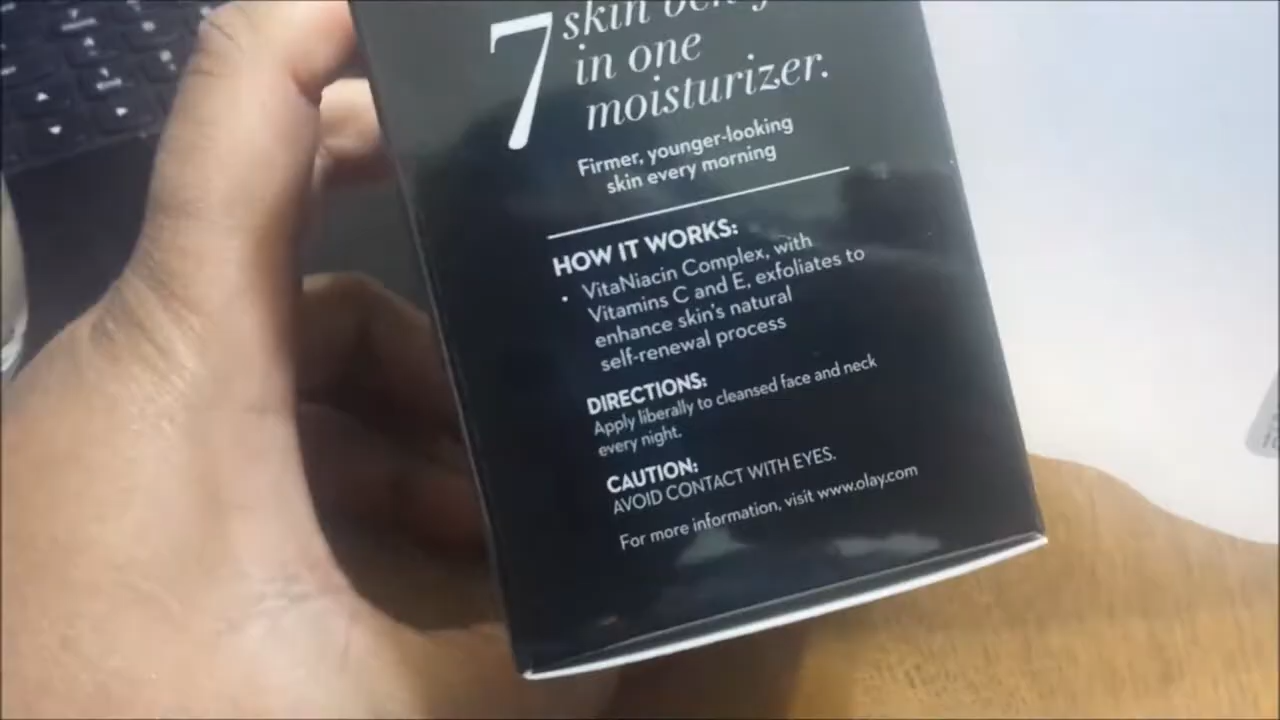 7
skin
in one
moisturizer.
Firmer, younger-looking
skin every morning
HOW IT WORKS:
• VitaNiacin Complex, with
Vitamins C and E, exfoliates to
enhance skin's natural
self-renewal process
DIRECTIONS:
Apply liberally to cleansed face and neck
every night.
CAUTION:
AVOID CONTACT WITH EYES.
For more information, visit www.olay.com